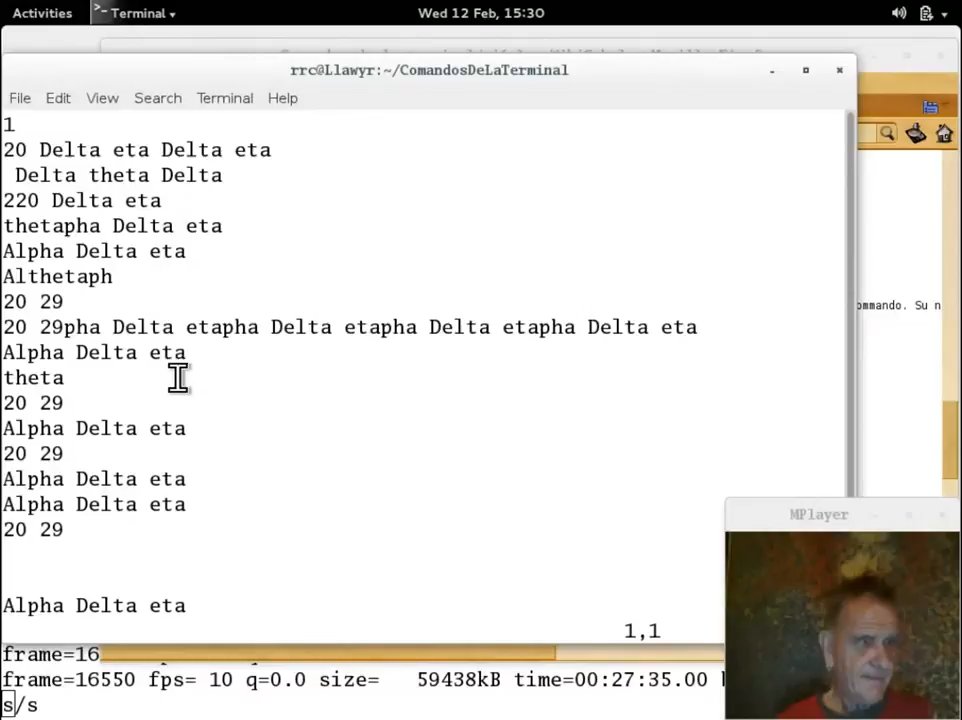 Activities Terminal Wed 12 Feb, 15:30
rrc@Llawyr:~/ComandosDeLaTerminal
File Edit View Search Terminal Help
1
20 Delta eta Delta eta
Delta theta Delta
220 Delta eta
thetapha Delta eta
Alpha Delta eta
Althetaph
20 29
ommando. Su n
20 29pha Delta etapha Delta etapha Delta etapha Delta eta
Alpha Delta eta
theta
20 29
Alpha Delta eta
20 29
Alpha Delta eta
Alpha Delta eta
MPlayer
20 29
Alpha Delta eta
1,1
frame=16
frame=16550 fps= 10 q=0.0 size= 59438kB time=00:27:35.00
s/s